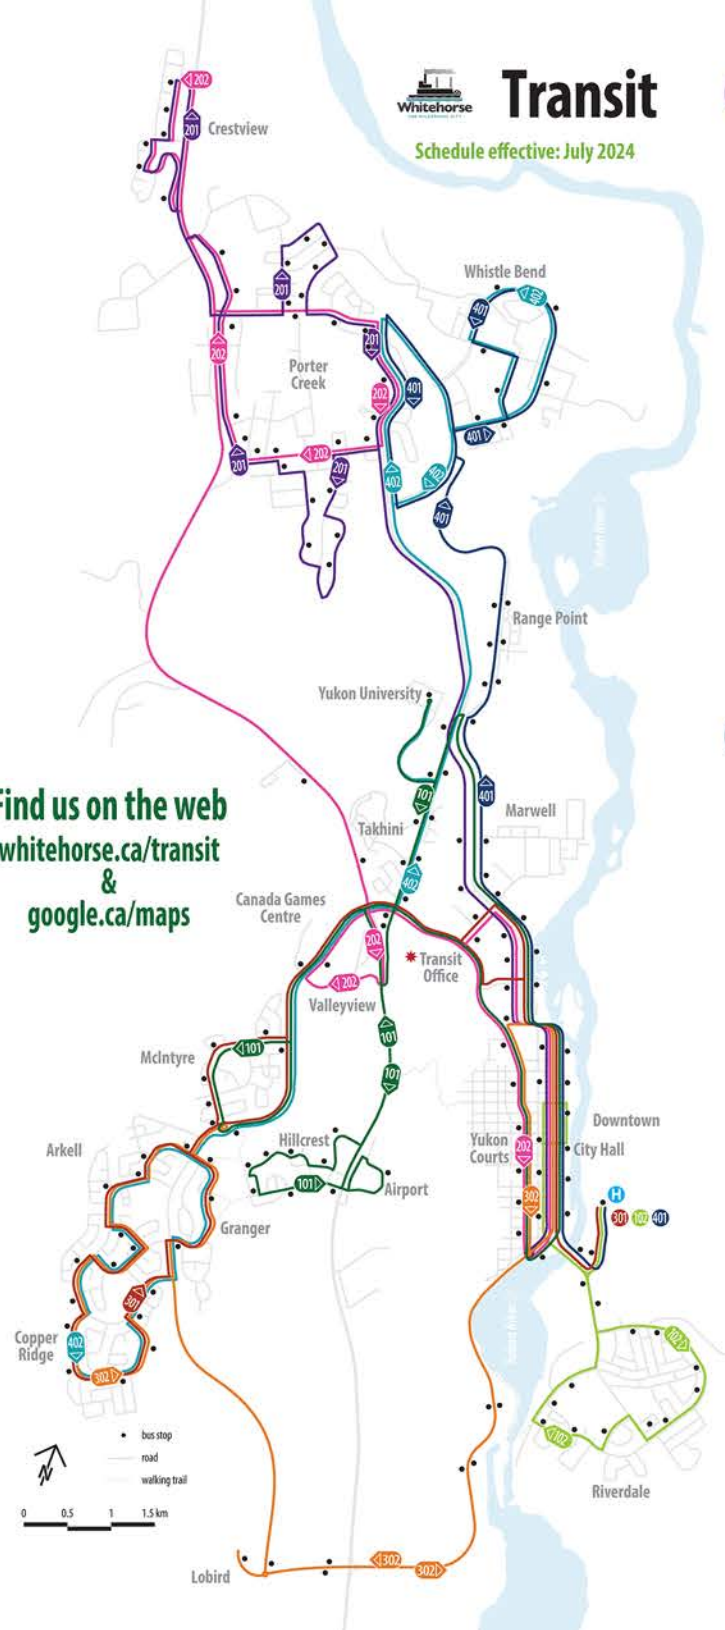 202
Whitehorse
THE WILDERNESS CITY
Transit
201
Crestview
Schedule effective: July 2024
Whistle Bend
402
201
401
201
202
Porter
Creek
202
401
401
202
201
201
402
402
401
Range Point
Yukon University
Find us on the web
whitehorse.ca/transit
&
google.ca/maps
101
401
Marwell
Takhini
402
Canada Games
Centre
202
Transit
Office
202
Valleyview
101
McIntyre
101
101
Downtown
Arkell
Hillcrest
Yukon
Courts
202
City Hall
101
Airport
302
H
301 102 401
Granger
301
Copper
Ridge
402
302
102
102
bus stop
road
walking trail
N
0 0.5 1 1.5 km
Riverdale
302
302
Lobird